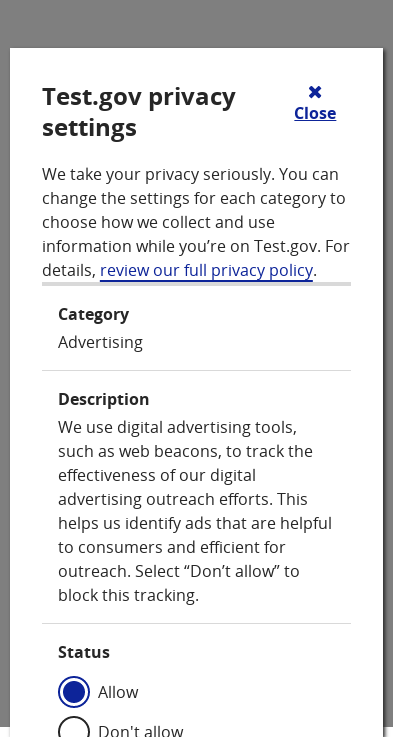 Test.gov privacy
settings
Close
We take your privacy seriously. You can
change the settings for each category to
choose how we collect and use
information while you’re on Test.gov. For
details, review our full privacy policy.
Category
Advertising
Description
We use digital advertising tools,
such as web beacons, to track the
effectiveness of our digital
advertising outreach efforts. This
helps us identify ads that are helpful
to consumers and efficient for
outreach. Select “Don’t allow” to
block this tracking.
Status
Allow
Don't allow